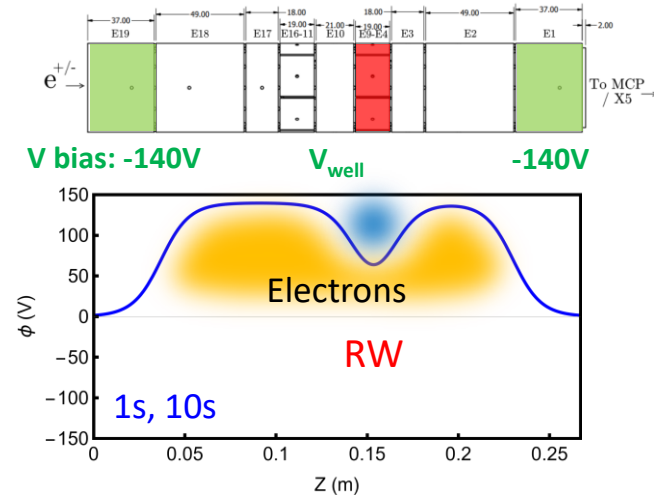 37.00 49.00 18.00 18.00 49.00 37.00
19.00 21.00 19.00 2.00
E19 E18 E17 E16-11 E10 E9-E4 E3 E2 E1
e+/-
To MCP
/ X5
V bias: -140V Vwell -140V
150
100
50
0
−50
−100
−150
ϕ (V)
Electrons
RW
1s, 10s
0 0.05 0.10 0.15 0.20 0.25
Z (m)